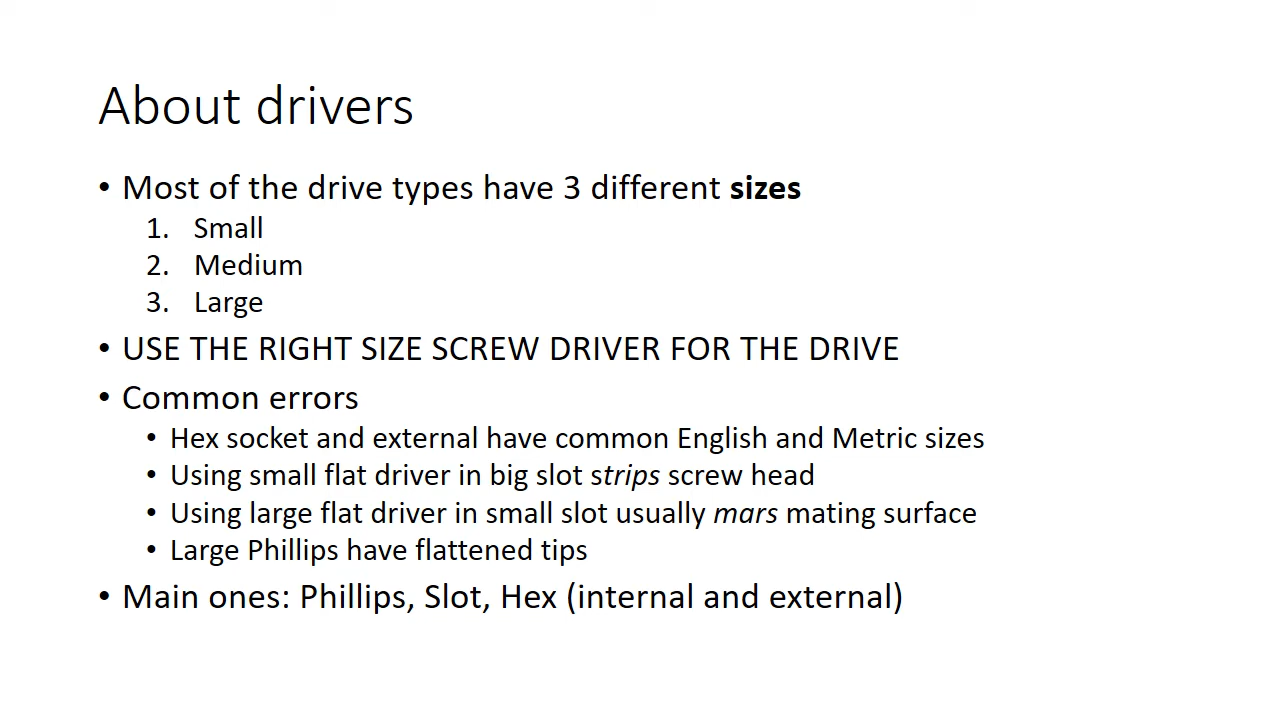 About drivers
• Most of the drive types have 3 different sizes
1. Small
2. Medium
3. Large
• USE THE RIGHT SIZE SCREW DRIVER FOR THE DRIVE
• Common errors
• Hex socket and external have common English and Metric sizes
• Using small flat driver in big slot strips screw head
• Using large flat driver in small slot usually mars mating surface
• Large Phillips have flattened tips
• Main ones: Phillips, Slot, Hex (internal and external)